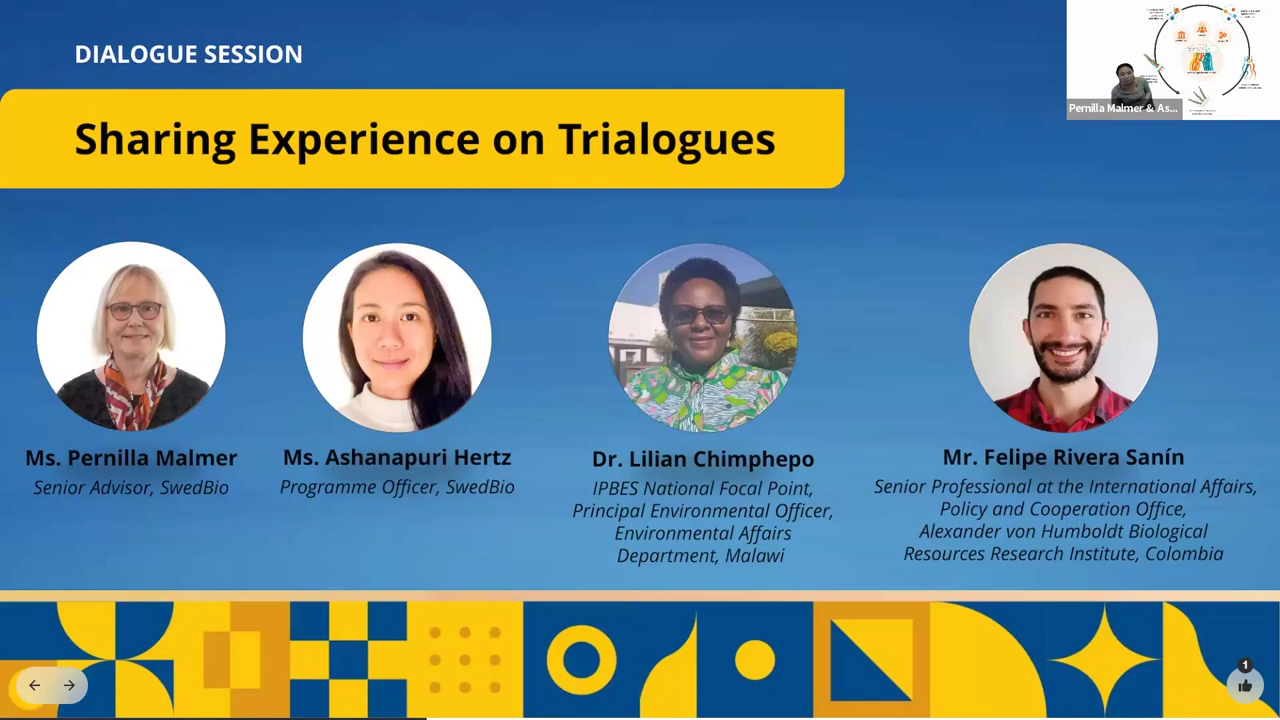 DIALOGUE SESSION
Sharing Experience on Trialogues
Pernilla Malmer & As...
Ms. Pernilla Malmer
Senior Advisor, SwedBio
Ms. Ashanapuri Hertz
Programme Officer, SwedBio
Dr. Lilian Chimphepo
IPBES National Focal Point,
Principal Environmental Officer,
Environmental Affairs
Department, Malawi
Mr. Felipe Rivera Sanín
Senior Professional at the International Affairs,
Policy and Cooperation Office,
Alexander von Humboldt Biological
Resources Research Institute, Colombia
1